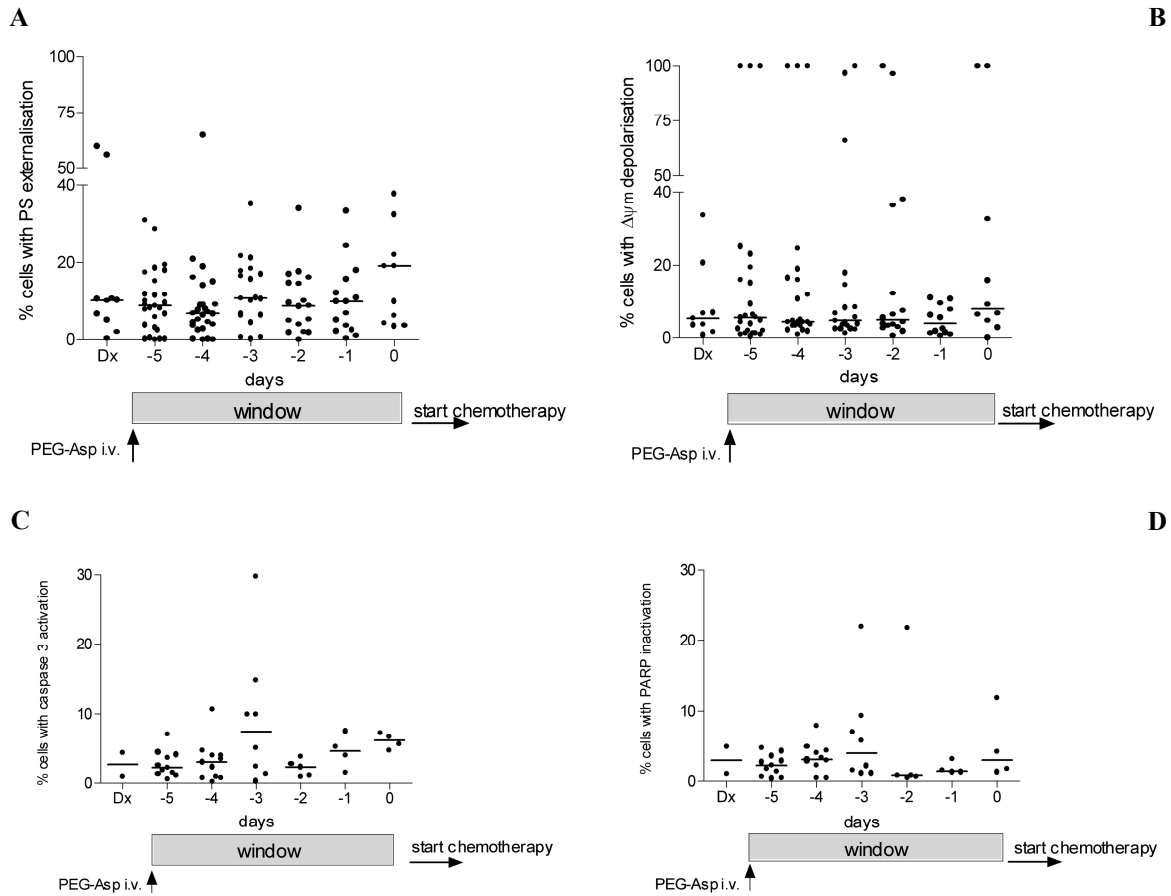 A
% cells with PS externalisation
100
75
50
40
20
0
Dx -5 -4 -3 -2 -1 0
days
window
start chemotherapy
PEG-Asp i.v.
B
% cells with Δψm depolarisation
100
75
50
40
20
0
Dx -5 -4 -3 -2 -1 0
days
window
start chemotherapy
PEG-Asp i.v.
C
% cells with caspase 3 activation
30
20
10
0
Dx -5 -4 -3 -2 -1 0
days
window
start chemotherapy
PEG-Asp i.v.
D
% cells with PARP inactivation
30
20
10
0
Dx -5 -4 -3 -2 -1 0
days
window
start chemotherapy
PEG-Asp i.v.